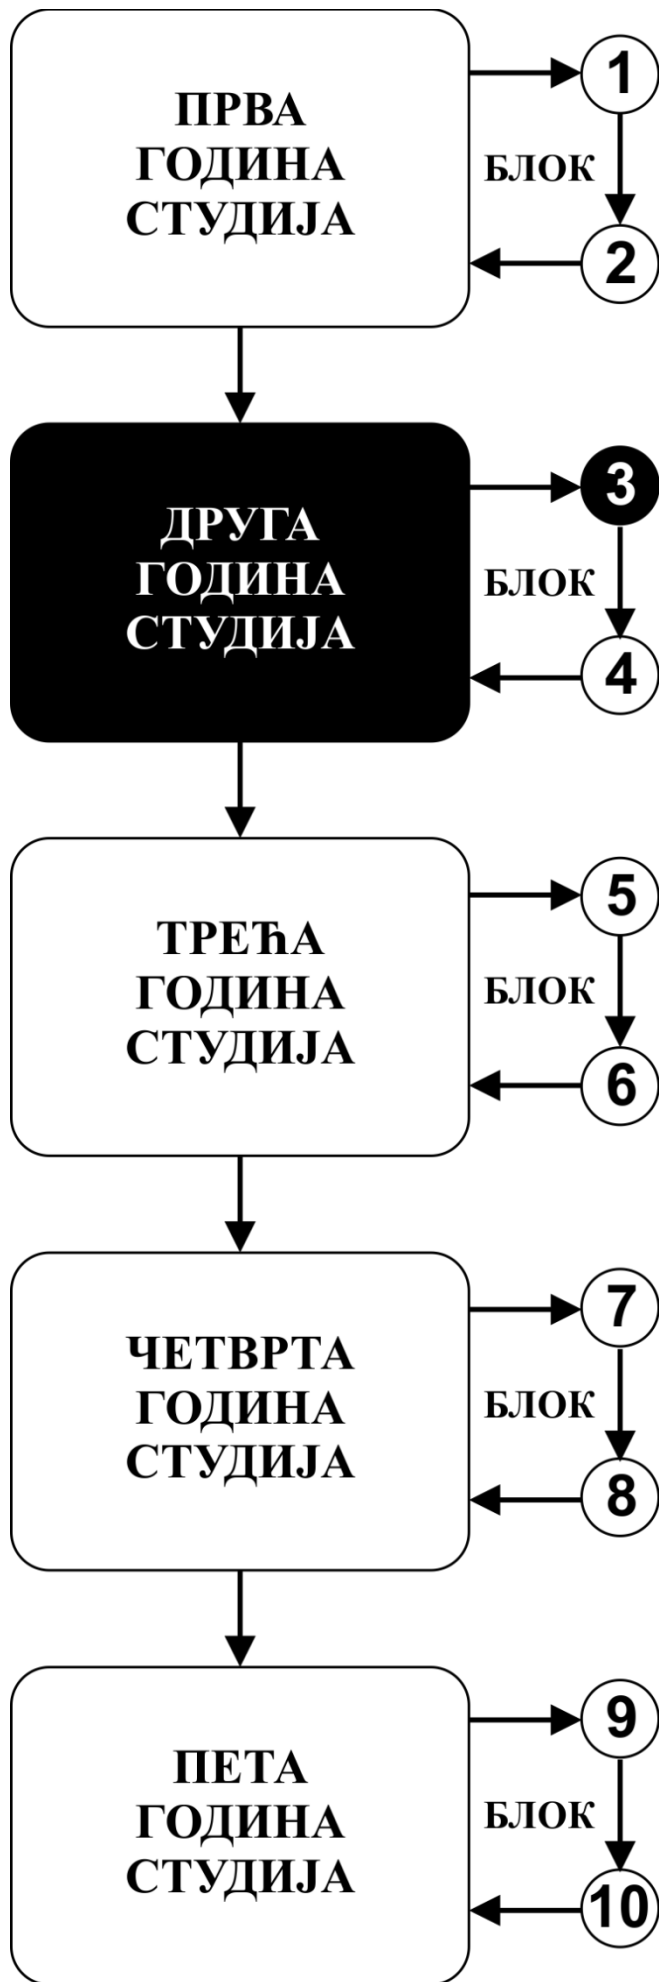 ПРВА
ГОДИНА
СТУДИЈА
1
БЛОК
2
ДРУГА
ГОДИНА
СТУДИЈА
3
БЛОК
4
ТРЕЋА
ГОДИНА
СТУДИЈА
5
БЛОК
6
ЧЕТВРТА
ГОДИНА
СТУДИЈА
7
БЛОК
8
ПЕТА
ГОДИНА
СТУДИЈА
9
БЛОК
10